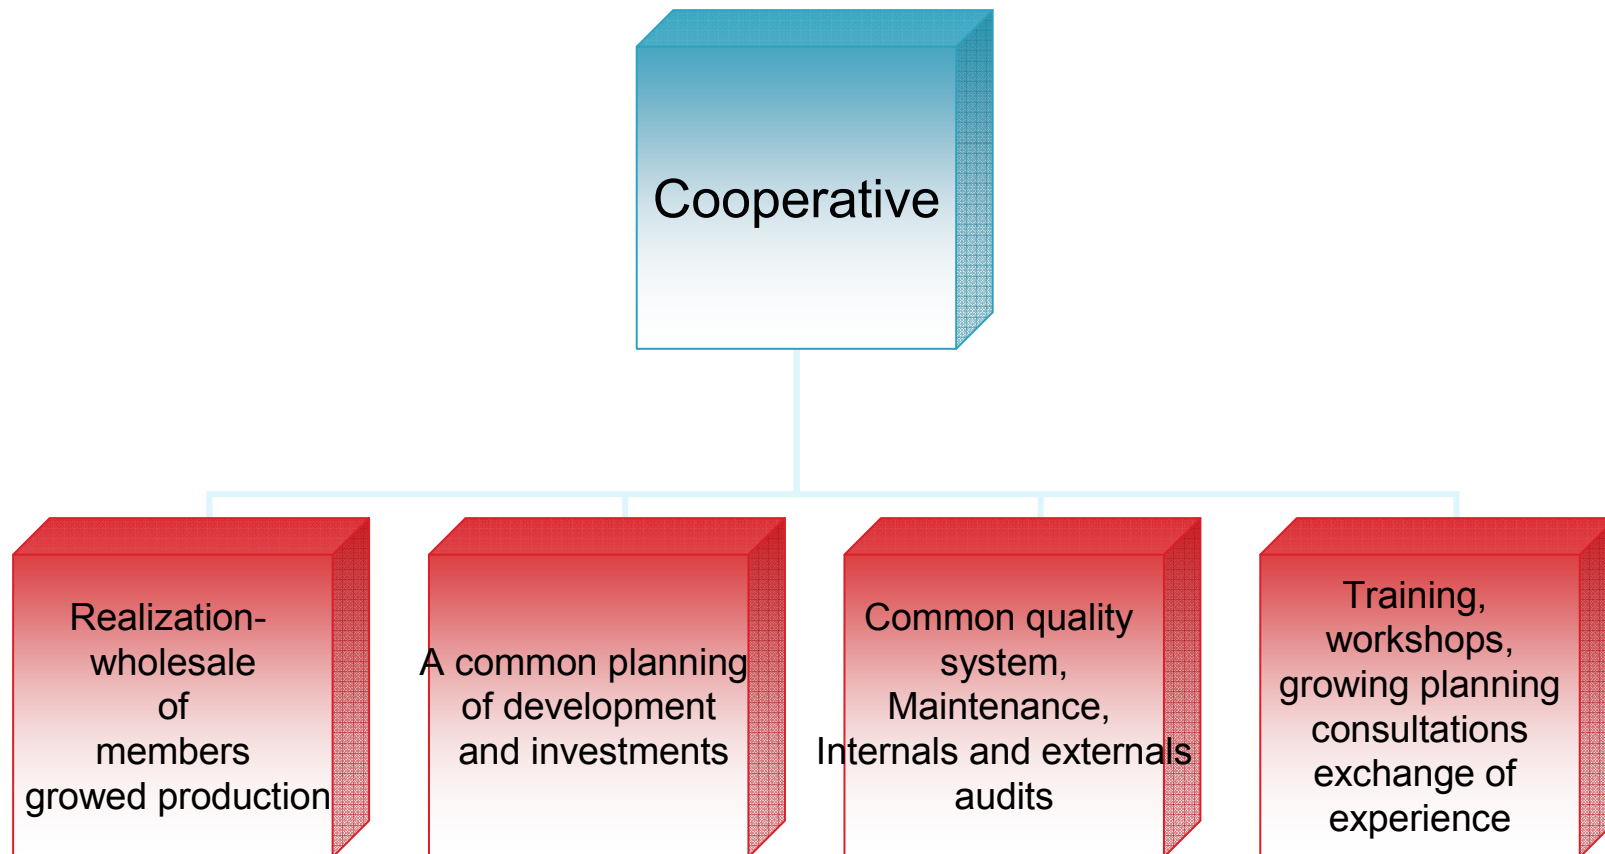 Cooperative
Realization-
wholesale
of
members
growed production
A common planning
of development
and investments
Common quality
system,
Maintenance,
Internals and externals
audits
Training,
workshops,
growing planning
consultations
exchange of
experience